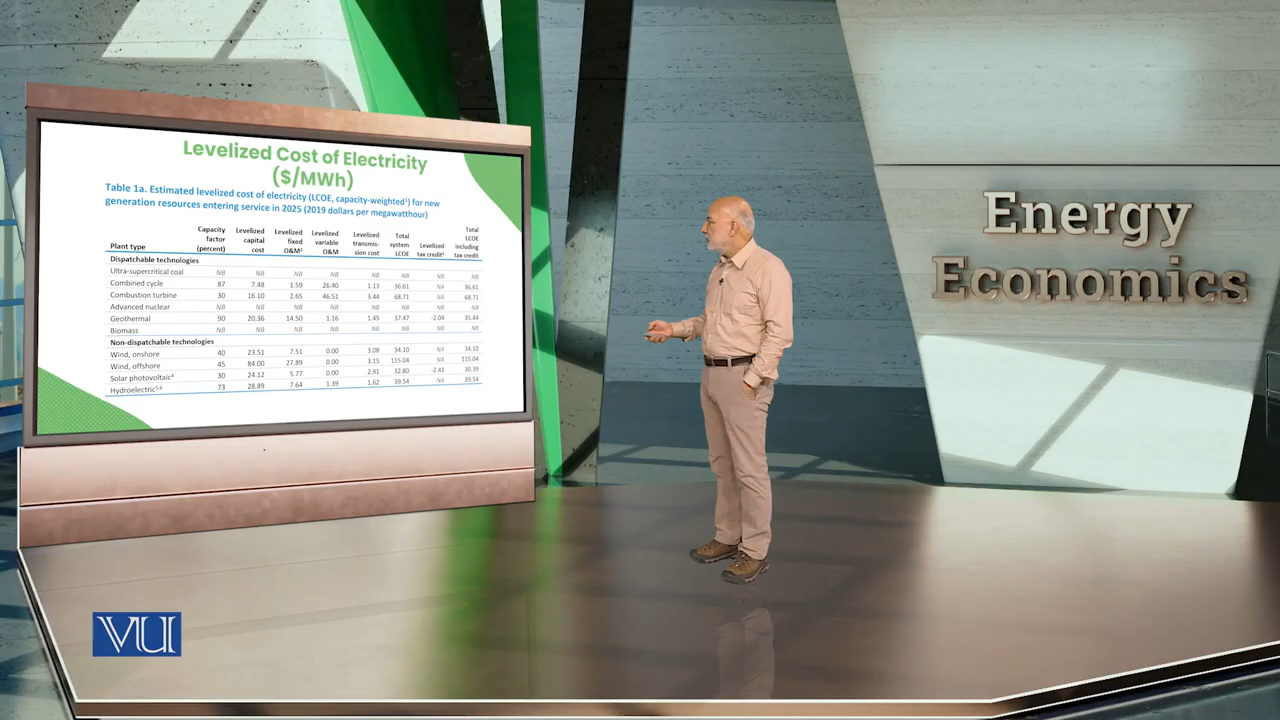 Levelized Cost of Electricity
($/MWh)
Table 1a. Estimated levelized cost of electricity (LCOE, capacity-weighted¹) for new
generation resources entering service in 2025 (2019 dollars per megawatthour)
Plant type Capacity factor (percent) Levelized capital cost Levelized fixed O&M² Levelized variable O&M Levelized transmis-sion cost Total system LCOE Levelized tax credit³ Total LCOE including tax credit
Dispatchable technologies
Ultra-supercritical coal NB NB NB NB NB NB NB NB
Combined cycle 87 7.48 1.59 26.40 1.13 36.61 NA 36.61
Combustion turbine 30 16.10 2.65 46.51 3.44 68.71 NA 68.71
Advanced nuclear NB NB NB NB NB NB NB NB
Geothermal 90 20.36 14.50 1.16 1.45 37.47 -2.04 35.44
Biomass NB NB NB NB NB NB NB NB
Non-dispatchable technologies
Wind, onshore 40 23.51 7.51 0.00 3.08 34.10 NA 34.10
Wind, offshore 45 84.00 27.89 0.00 3.15 115.04 NA 115.04
Solar photovoltaic⁴ 30 24.12 5.77 0.00 2.91 32.80 -2.41 30.39
Hydroelectric⁵,⁶ 73 28.89 7.64 1.39 1.62 39.54 NA 39.54
Energy
Economics
VU